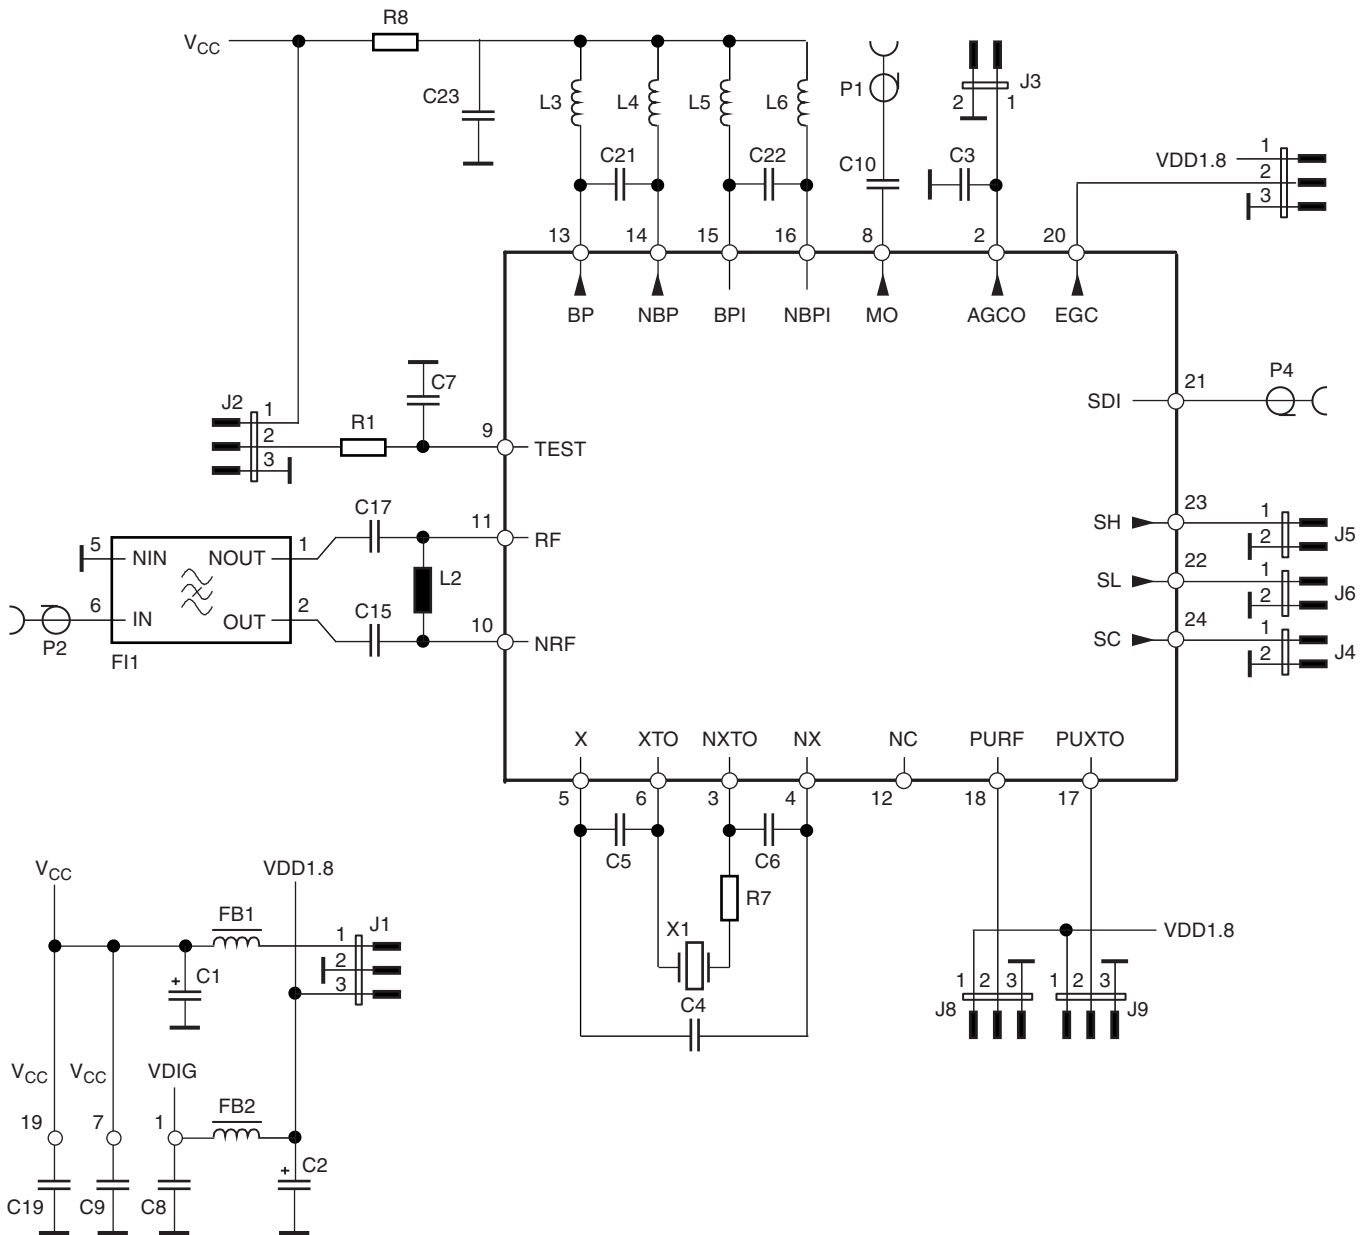 R8
VCC
C23
L3
L4
L5
L6
P1
2
1
J3
C21
C22
C10
C3
VDD1.8
1
2
3
13
14
15
16
8
2
20
BP
NBP
BPI
NBPI
MO
AGCO
EGC
C7
J2
1
2
3
R1
9
TEST
SDI
21
P4
C17
11
RF
5
NIN
NOUT
1
L2
6
IN
OUT
2
C15
10
NRF
P2
FI1
SH
23
1
2
J5
SL
22
1
2
J6
SC
24
1
2
J4
X
XTO
NXTO
NX
NC
PURF
PUXTO
5
6
3
4
12
18
17
C5
C6
R7
X1
C4
VDD1.8
1
2
3
1
2
3
J8
J9
VCC
VDD1.8
FB1
1
2
3
J1
+
C1
VCC
VCC
VDIG
19
7
1
FB2
+
C2
C19
C9
C8